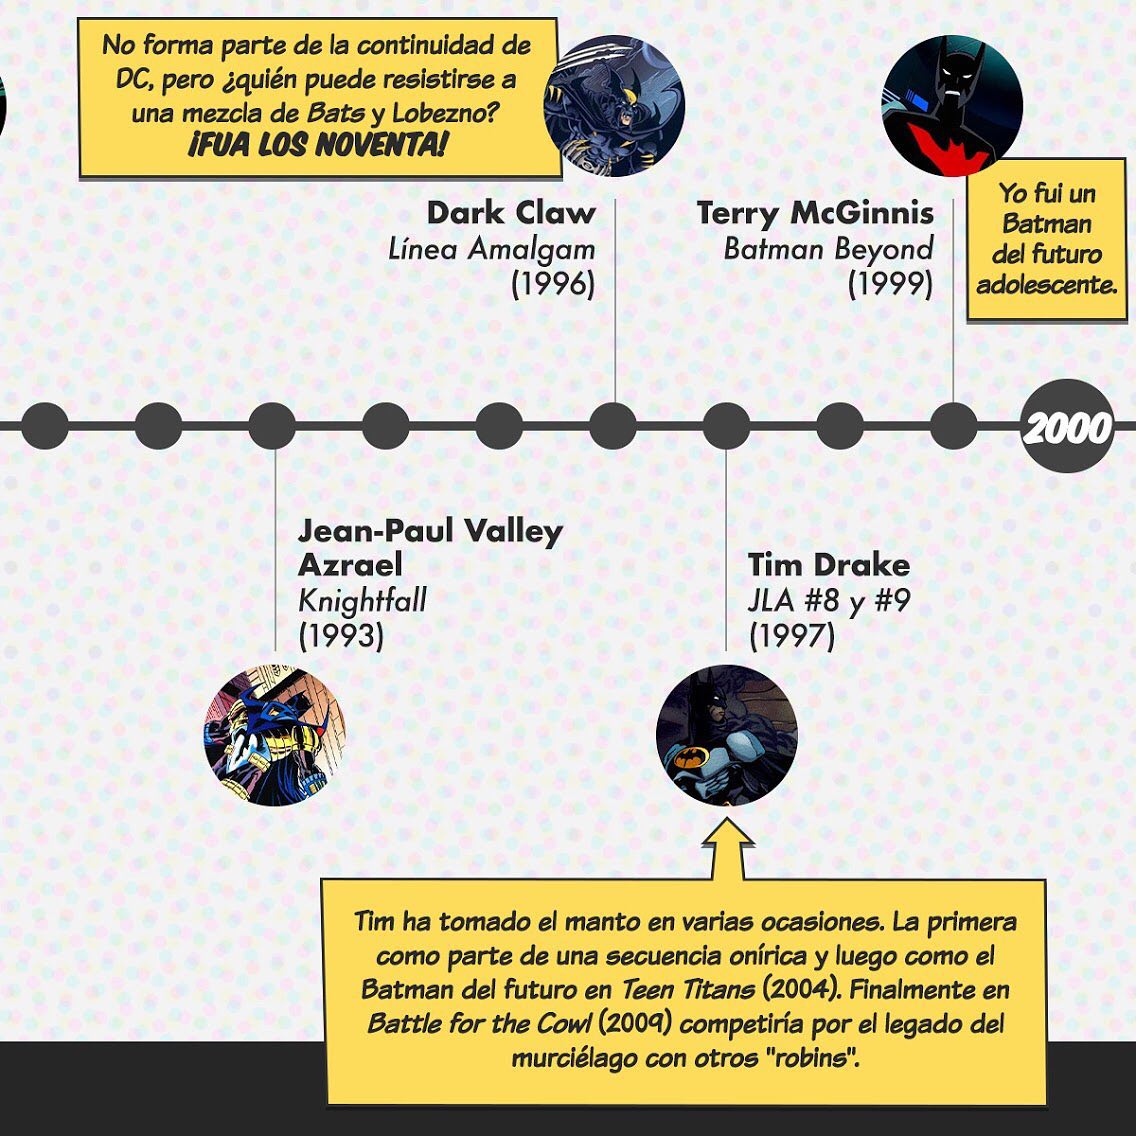 No forma parte de la continuidad de
DC, pero ¿quién puede resistirse a
una mezcla de Bats y Lobezno?
¡FUA LOS NOVENTA!
Dark Claw
Línea Amalgam
(1996)
Terry McGinnis
Batman Beyond
(1999)
Yo fui un
Batman
del futuro
adolescente.
2000
Jean-Paul Valley
Azrael
Knightfall
(1993)
Tim Drake
JLA #8 y #9
(1997)
Tim ha tomado el manto en varias ocasiones. La primera
como parte de una secuencia onírica y luego como el
Batman del futuro en Teen Titans (2004). Finalmente en
Battle for the Cowl (2009) competiría por el legado del
murciélago con otros "robins".